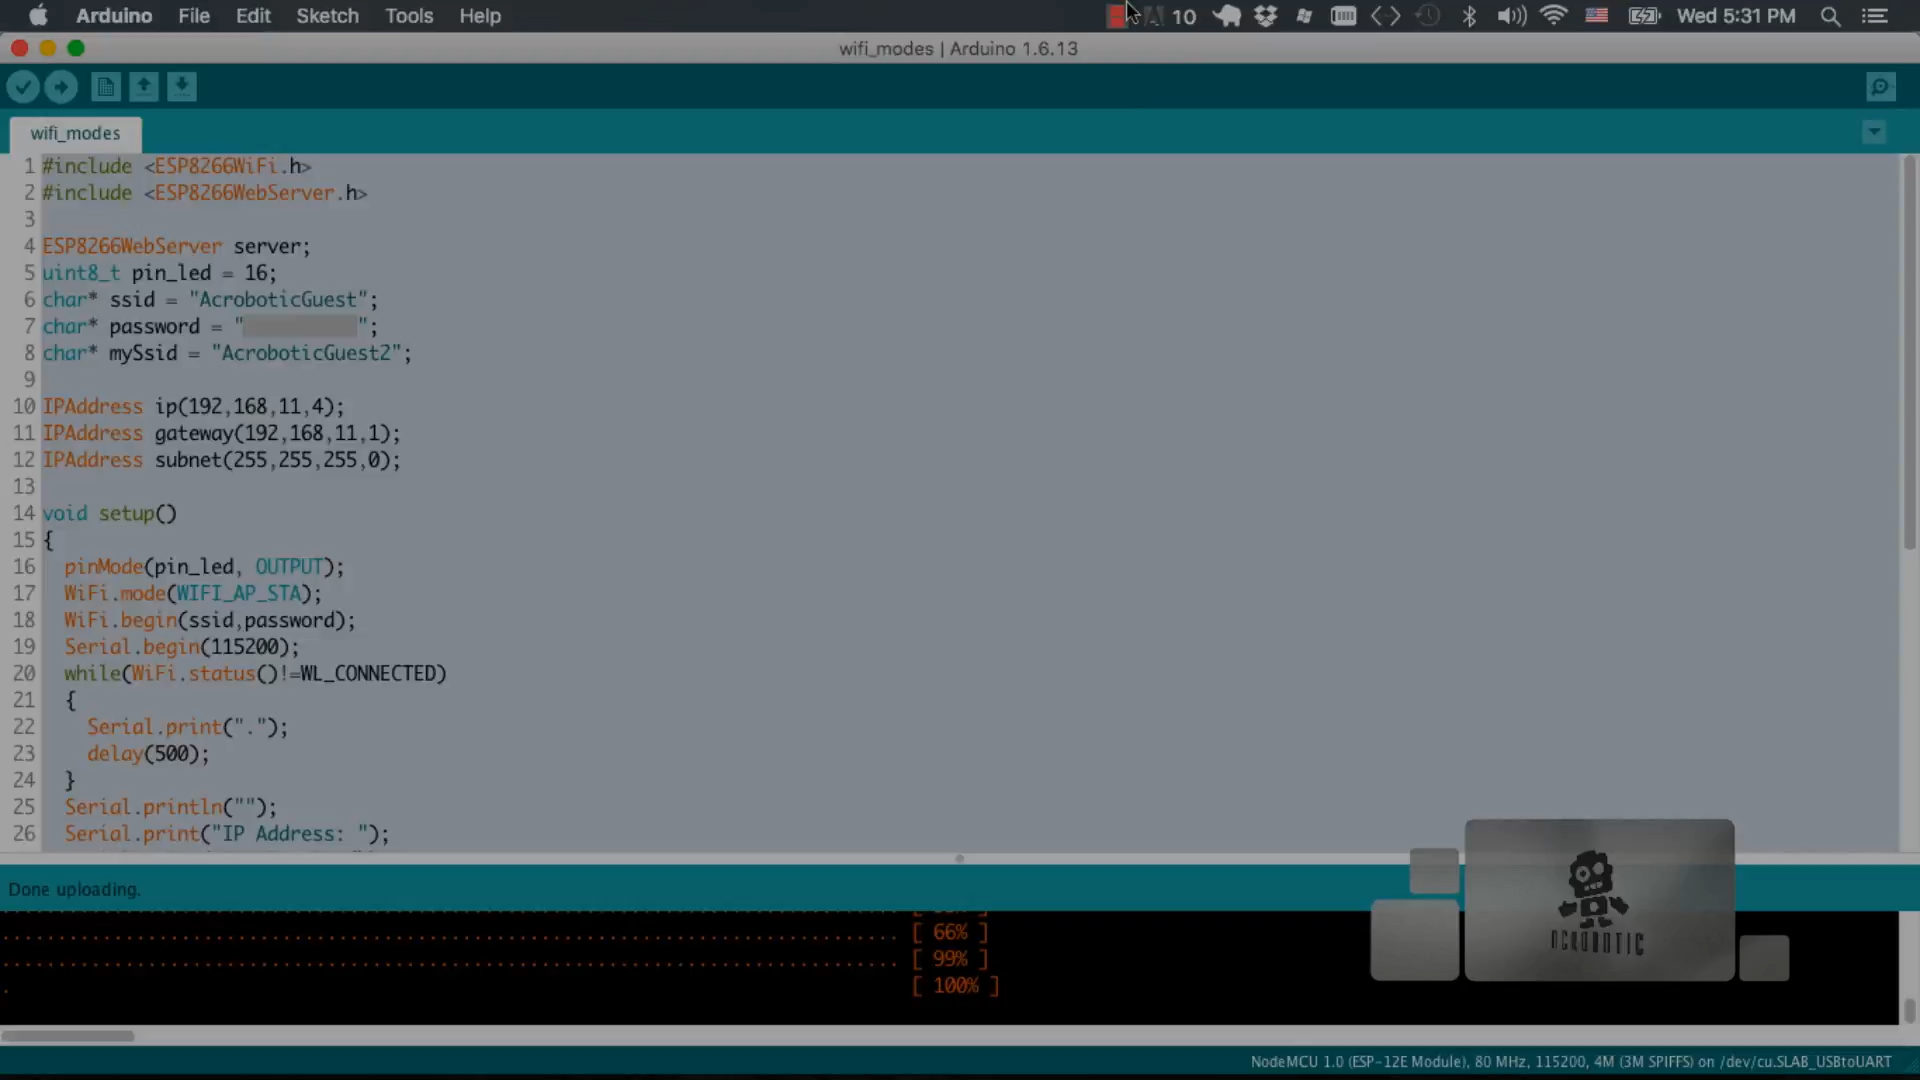 Arduino File Edit Sketch Tools Help 10 Wed 5:31 PM
wifi_modes | Arduino 1.6.13
wifi_modes
1 #include <ESP8266WiFi.h>
2 #include <ESP8266WebServer.h>
3
4 ESP8266WebServer server;
5 uint8_t pin_led = 16;
6 char* ssid = "AcroboticGuest";
7 char* password = "          ";
8 char* mySsid = "AcroboticGuest2";
9
10 IPAddress ip(192,168,11,4);
11 IPAddress gateway(192,168,11,1);
12 IPAddress subnet(255,255,255,0);
13
14 void setup()
15 {
16   pinMode(pin_led, OUTPUT);
17   WiFi.mode(WIFI_AP_STA);
18   WiFi.begin(ssid,password);
19   Serial.begin(115200);
20   while(WiFi.status()!=WL_CONNECTED)
21   {
22     Serial.print(".");
23     delay(500);
24   }
25   Serial.println("");
26   Serial.print("IP Address: ");
Done uploading.
................................................................................ [ 66% ]
................................................................................ [ 99% ]
. [ 100% ]
ACROBOTIC
NodeMCU 1.0 (ESP-12E Module), 80 MHz, 115200, 4M (3M SPIFFS) on /dev/cu.SLAB_USBtoUART